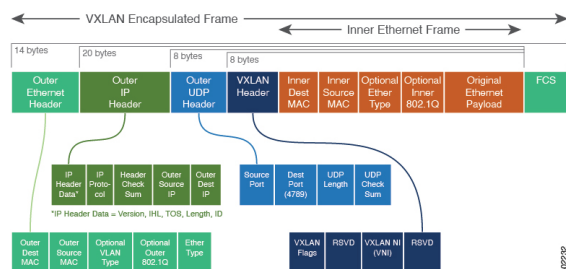 VXLAN Encapsulated Frame
Inner Ethernet Frame
14 bytes
20 bytes
8 bytes
8 bytes
Outer Ethernet Header
Outer IP Header
Outer UDP Header
VXLAN Header
Inner Dest MAC
Inner Source MAC
Optional Ether Type
Optional Inner 802.1Q
Original Ethernet Payload
FCS
IP Header Data*
IP Proto- col
Header Check Sum
Outer Source IP
Outer Dest IP
Source Port
Dest Port (4789)
UDP Length
UDP Check Sum
*IP Header Data = Version, IHL, TOS, Length, ID
Outer Dest MAC
Outer Source MAC
Optional VLAN Type
Optional Outer 802.1Q
Ether Type
VXLAN Flags
RSVD
VXLAN NI (VNI)
RSVD